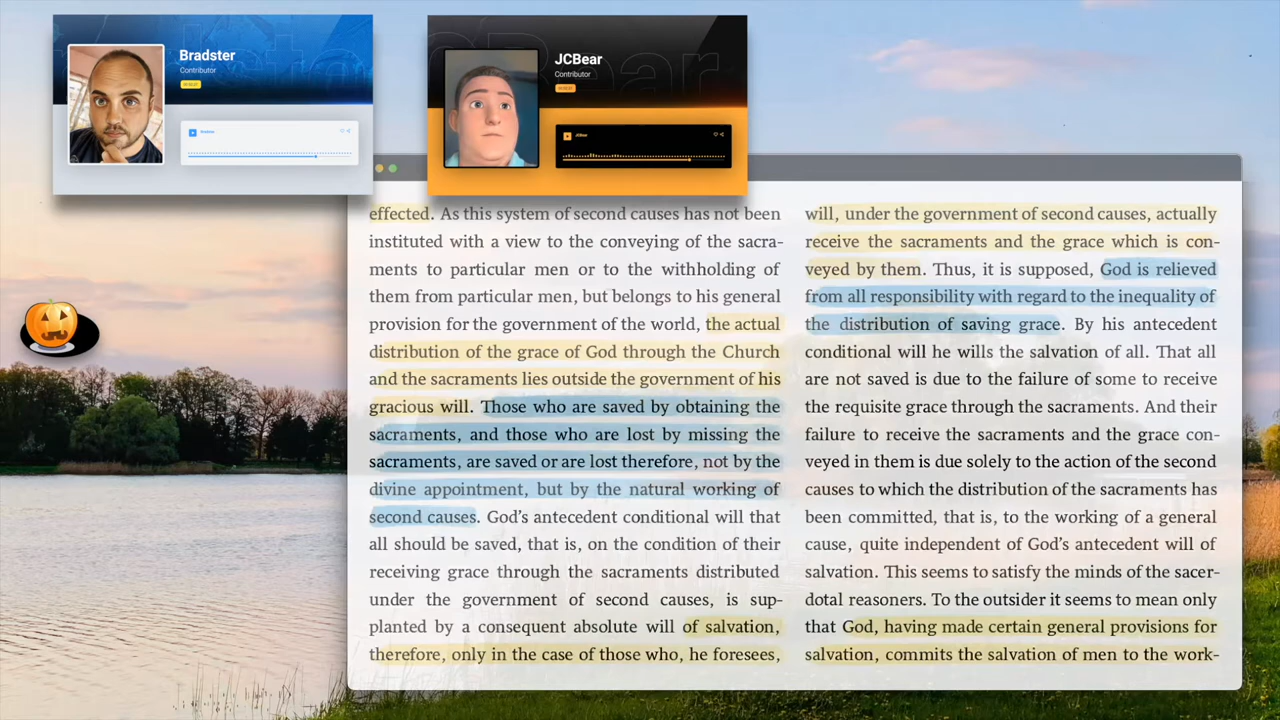 Bradster
Contributor
Bradster
JCBear
Contributor
JCBear
effected. As this system of second causes has not been
instituted with a view to the conveying of the sacra-
ments to particular men or to the withholding of
them from particular men, but belongs to his general
provision for the government of the world, the actual
distribution of the grace of God through the Church
and the sacraments lies outside the government of his
gracious will. Those who are saved by obtaining the
sacraments, and those who are lost by missing the
sacraments, are saved or are lost therefore, not by the
divine appointment, but by the natural working of
second causes. God’s antecedent conditional will that
all should be saved, that is, on the condition of their
receiving grace through the sacraments distributed
under the government of second causes, is sup-
planted by a consequent absolute will of salvation,
therefore, only in the case of those who, he foresees,
will, under the government of second causes, actually
receive the sacraments and the grace which is con-
veyed by them. Thus, it is supposed, God is relieved
from all responsibility with regard to the inequality of
the distribution of saving grace. By his antecedent
conditional will he wills the salvation of all. That all
are not saved is due to the failure of some to receive
the requisite grace through the sacraments. And their
failure to receive the sacraments and the grace con-
veyed in them is due solely to the action of the second
causes to which the distribution of the sacraments has
been committed, that is, to the working of a general
cause, quite independent of God’s antecedent will of
salvation. This seems to satisfy the minds of the sacer-
dotal reasoners. To the outsider it seems to mean only
that God, having made certain general provisions for
salvation, commits the salvation of men to the work-